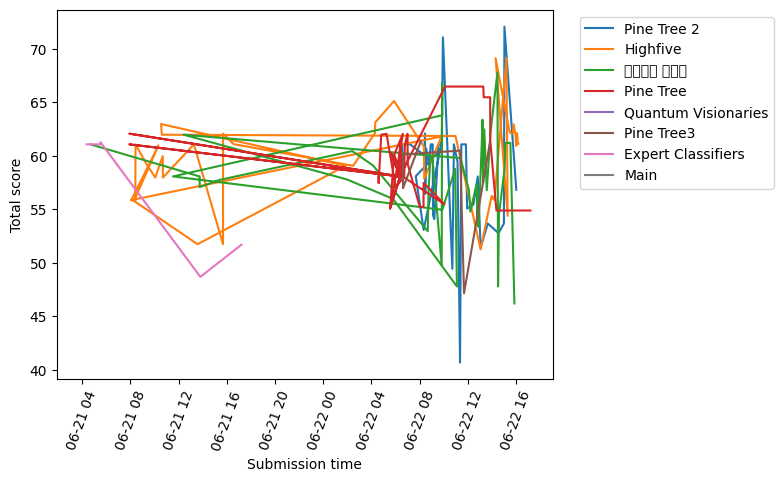 Total score
70
65
60
55
50
45
40
06-21 04
06-21 08
06-21 12
06-21 16
06-21 20
06-22 00
06-22 04
06-22 08
06-22 12
06-22 16
Submission time
Pine Tree 2
Highfive
Pine Tree
Quantum Visionaries
Pine Tree3
Expert Classifiers
Main